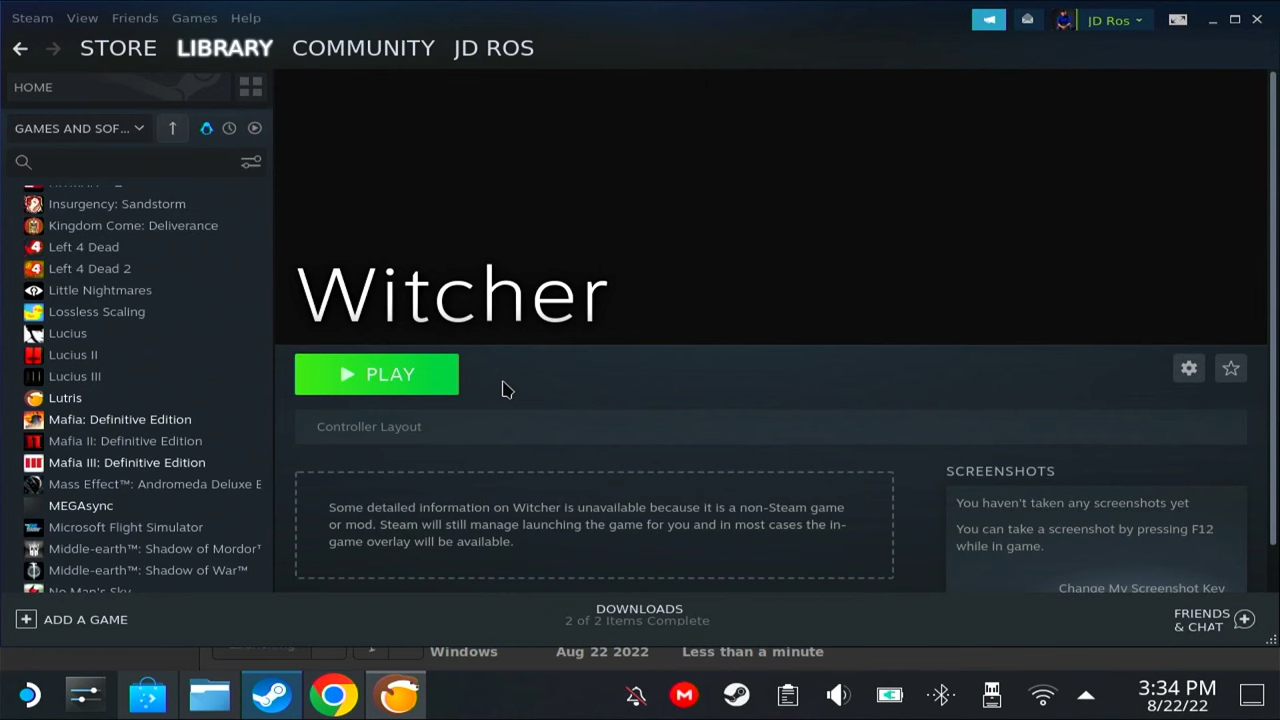 Steam View Friends Games Help
JD Ros
STORE LIBRARY COMMUNITY JD ROS
HOME
GAMES AND SOF...
Insurgency: Sandstorm
Kingdom Come: Deliverance
Left 4 Dead
Left 4 Dead 2
Little Nightmares
Lossless Scaling
Lucius
Lucius II
Lucius III
Lutris
Mafia: Definitive Edition
Mafia II: Definitive Edition
Mafia III: Definitive Edition
Mass Effect™: Andromeda Deluxe E
MEGAsync
Microsoft Flight Simulator
Middle-earth™: Shadow of Mordor™
Middle-earth™: Shadow of War™
No Man's Sky
Witcher
PLAY
Controller Layout
Some detailed information on Witcher is unavailable because it is a non-Steam game
or mod. Steam will still manage launching the game for you and in most cases the in-
game overlay will be available.
SCREENSHOTS
You haven't taken any screenshots yet
You can take a screenshot by pressing F12
while in game.
Change My Screenshot Key
ADD A GAME
DOWNLOADS
2 of 2 Items Complete
FRIENDS
& CHAT
Windows Aug 22 2022 Less than a minute
3:34 PM
8/22/22